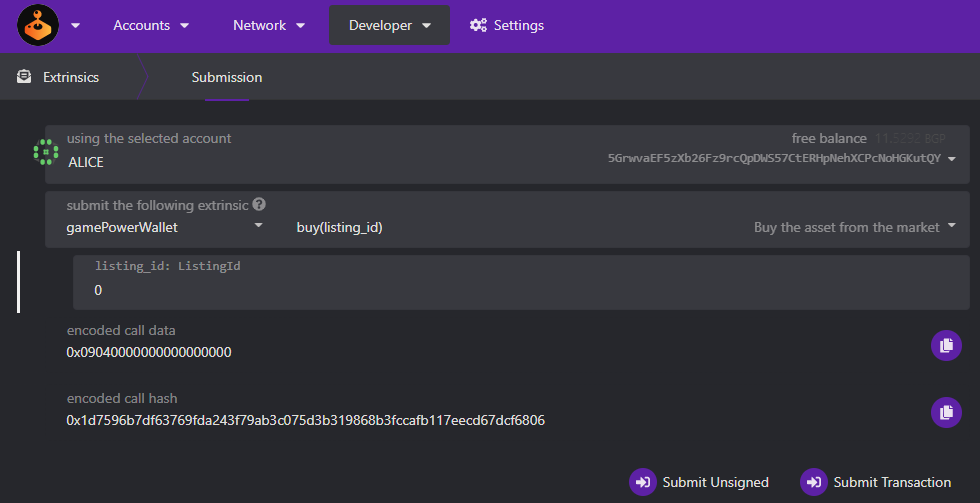 Accounts Network Developer Settings
Extrinsics Submission
using the selected account free balance 11,5292 BGP
ALICE 5GrwvaEF5zXb26Fz9rcQpDWS57CtERHpNehXCPcNoHGKutQY
submit the following extrinsic
gamePowerWallet buy(listing_id) Buy the asset from the market
listing_id: ListingId
0
encoded call data
0x09040000000000000000
encoded call hash
0x1d7596b7df63769fda243f79ab3c075d3b319868b3fccafb117eecd67dcf6806
Submit Unsigned Submit Transaction